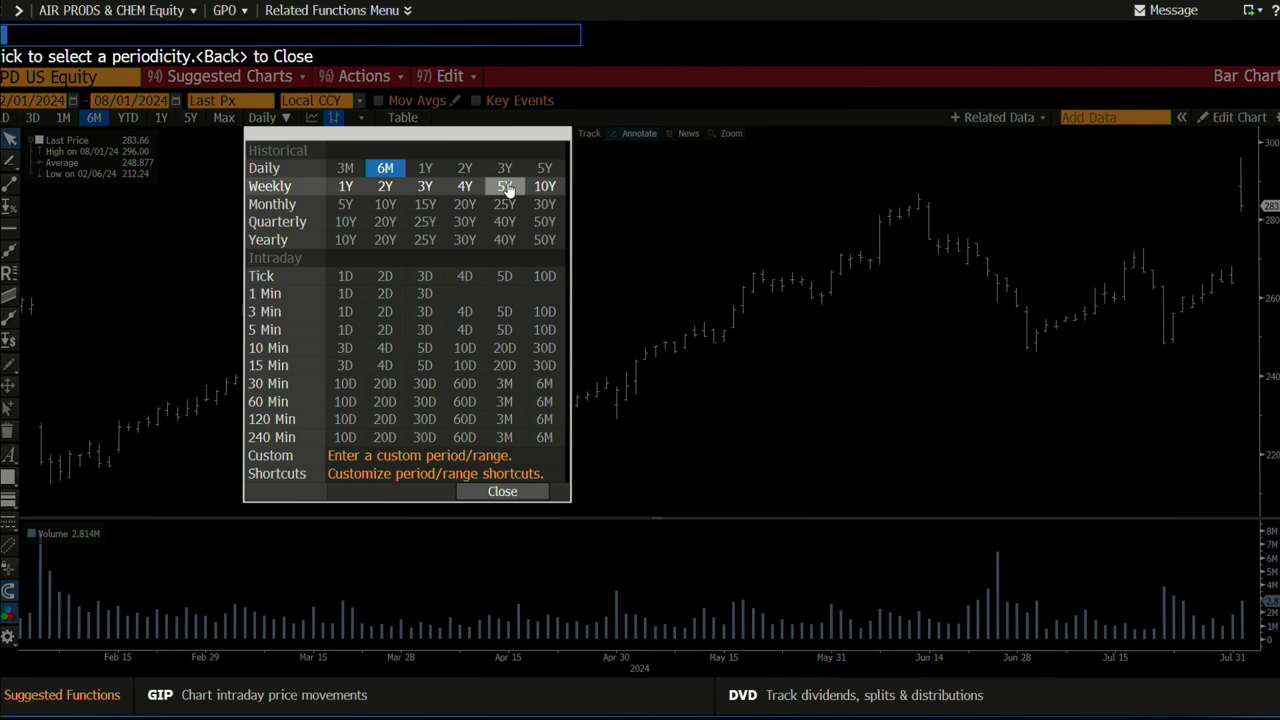 > AIR PRODS & CHEM Equity GPO Related Functions Menu Message ?
ick to select a periodicity.<Back> to Close
PD US Equity 94) Suggested Charts 96) Actions 97) Edit Bar Chart
2/01/2024 - 08/01/2024 Last Px Local CCY Mov Avgs Key Events
D 3D 1M 6M YTD 1Y 5Y Max Daily ▼ Table + Related Data Add Data « Edit Chart
Track Annotate News Zoom
Last Price 283.66
High on 08/01/24 296.00
Average 248.877
Low on 02/06/24 212.24
Historical
Daily 3M 6M 1Y 2Y 3Y 5Y
Weekly 1Y 2Y 3Y 4Y 5Y 10Y
Monthly 5Y 10Y 15Y 20Y 25Y 30Y
Quarterly 10Y 20Y 25Y 30Y 40Y 50Y
Yearly 10Y 20Y 25Y 30Y 40Y 50Y
Intraday
Tick 1D 2D 3D 4D 5D 10D
1 Min 1D 2D 3D
3 Min 1D 2D 3D 4D 5D 10D
5 Min 1D 2D 3D 4D 5D 10D
10 Min 3D 4D 5D 10D 20D 30D
15 Min 3D 4D 5D 10D 20D 30D
30 Min 10D 20D 30D 60D 3M 6M
60 Min 10D 20D 30D 60D 3M 6M
120 Min 10D 20D 30D 60D 3M 6M
240 Min 10D 20D 30D 60D 3M 6M
Custom Enter a custom period/range.
Shortcuts Customize period/range shortcuts.
Close
300
283
260
240
220
Volume 2.814M
8M
7M
6M
5M
4M
2M
0
Feb 15 Feb 29 Mar 15 Mar 28 Apr 15 Apr 30 May 15 May 31 Jun 14 Jun 28 Jul 15 Jul 31
2024
Suggested Functions GIP Chart intraday price movements DVD Track dividends, splits & distributions